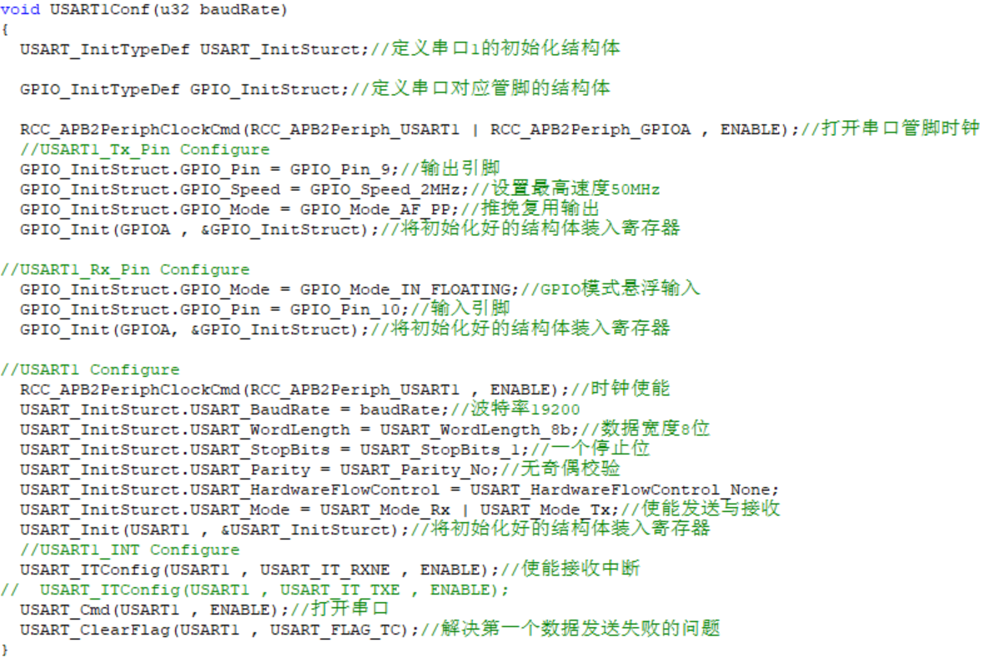 void USART1Conf(u32 baudRate)
{
USART_InitTypeDef USART_InitSturct;//定义串口1的初始化结构体
GPIO_InitTypeDef GPIO_InitStruct;//定义串口对应管脚的结构体
RCC_APB2PeriphClockCmd(RCC_APB2Periph_USART1 | RCC_APB2Periph_GPIOA , ENABLE);//打开串口管脚时钟
//USART1_Tx_Pin Configure
GPIO_InitStruct.GPIO_Pin = GPIO_Pin_9;//输出引脚
GPIO_InitStruct.GPIO_Speed = GPIO_Speed_2MHz;//设置最高速度50MHz
GPIO_InitStruct.GPIO_Mode = GPIO_Mode_AF_PP;//推挽复用输出
GPIO_Init(GPIOA , &GPIO_InitStruct);//将初始化好的结构体装入寄存器
//USART1_Rx_Pin Configure
GPIO_InitStruct.GPIO_Mode = GPIO_Mode_IN_FLOATING;//GPIO模式悬浮输入
GPIO_InitStruct.GPIO_Pin = GPIO_Pin_10;//输入引脚
GPIO_Init(GPIOA, &GPIO_InitStruct);//将初始化好的结构体装入寄存器
//USART1 Configure
RCC_APB2PeriphClockCmd(RCC_APB2Periph_USART1 , ENABLE);//时钟使能
USART_InitSturct.USART_BaudRate = baudRate;//波特率19200
USART_InitSturct.USART_WordLength = USART_WordLength_8b;//数据宽度8位
USART_InitSturct.USART_StopBits = USART_StopBits_1;//一个停止位
USART_InitSturct.USART_Parity = USART_Parity_No;//无奇偶校验
USART_InitSturct.USART_HardwareFlowControl = USART_HardwareFlowControl_None;
USART_InitSturct.USART_Mode = USART_Mode_Rx | USART_Mode_Tx;//使能发送与接收
USART_Init(USART1 , &USART_InitSturct);//将初始化好的结构体装入寄存器
//USART1_INT Configure
USART_ITConfig(USART1 , USART_IT_RXNE , ENABLE);//使能接收中断
// USART_ITConfig(USART1 , USART_IT_TXE , ENABLE);
USART_Cmd(USART1 , ENABLE);//打开串口
USART_ClearFlag(USART1 , USART_FLAG_TC);//解决第一个数据发送失败的问题
}